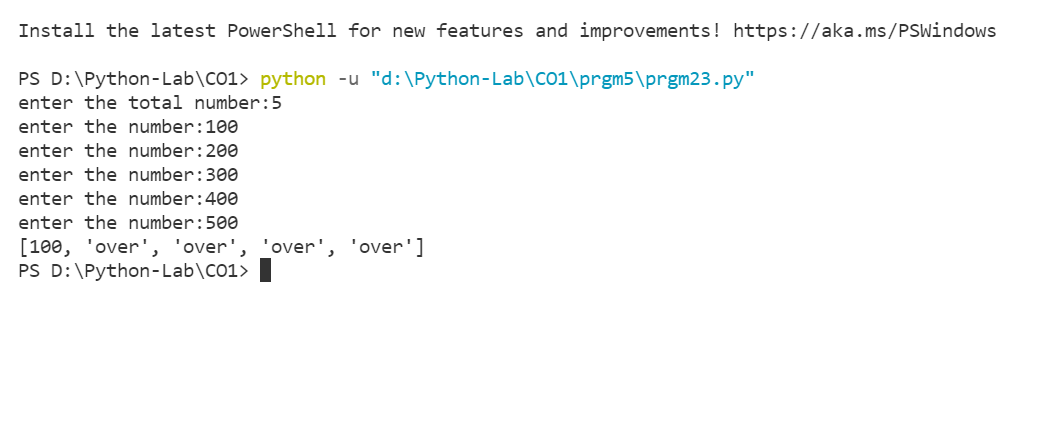 Install the latest PowerShell for new features and improvements! https://aka.ms/PSWindows
PS D:\Python-Lab\CO1> python -u "d:\Python-Lab\CO1\prgm5\prgm23.py"
enter the total number:5
enter the number:100
enter the number:200
enter the number:300
enter the number:400
enter the number:500
[100, 'over', 'over', 'over', 'over']
PS D:\Python-Lab\CO1>